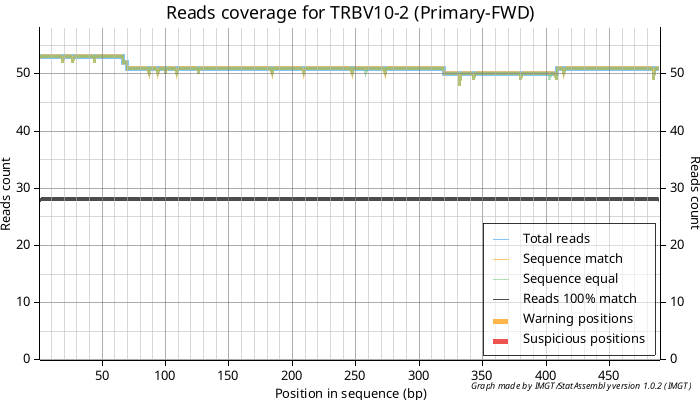 Reads coverage for TRBV10-2 (Primary-FWD)
50
40
30
20
10
0
Reads count
50
40
30
20
10
0
Reads count
Total reads
Sequence match
Sequence equal
Reads 100% match
Warning positions
Suspicious positions
50 100 150 200 250 300 350 400 450
Position in sequence (bp)
Graph made by IMGT/StatAssembly version 1.0.2 (IMGT)